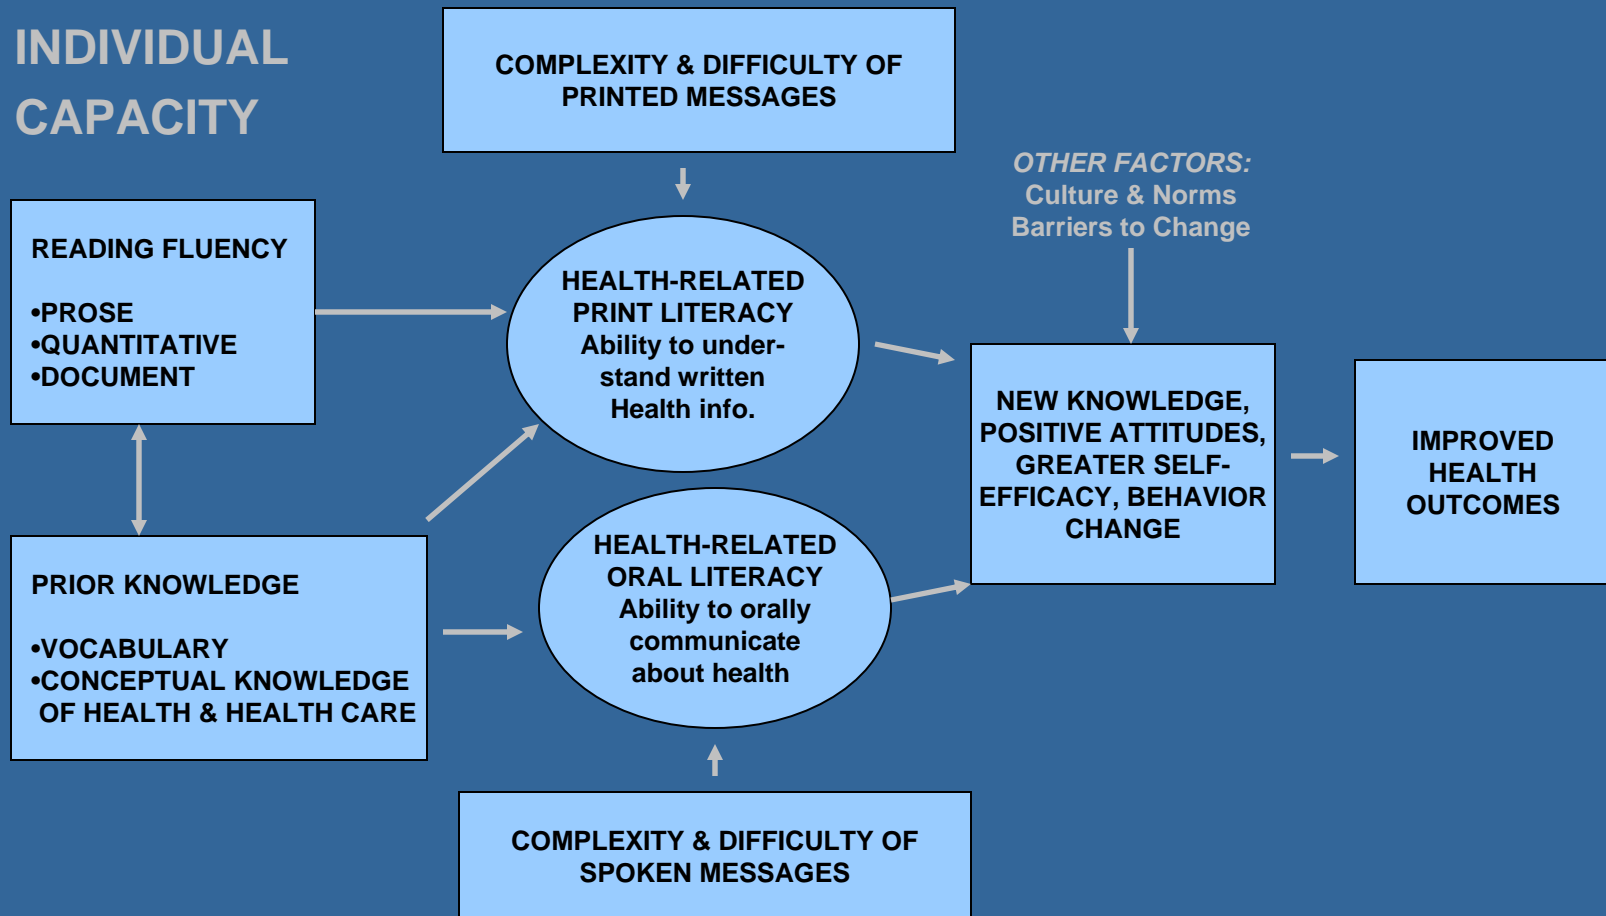 INDIVIDUAL
CAPACITY
COMPLEXITY & DIFFICULTY OF
PRINTED MESSAGES
OTHER FACTORS:
Culture & Norms
Barriers to Change
READING FLUENCY
•PROSE
•QUANTITATIVE
•DOCUMENT
HEALTH-RELATED
PRINT LITERACY
Ability to under-
stand written
Health info.
NEW KNOWLEDGE,
POSITIVE ATTITUDES,
GREATER SELF-
EFFICACY, BEHAVIOR
CHANGE
IMPROVED
HEALTH
OUTCOMES
PRIOR KNOWLEDGE
•VOCABULARY
•CONCEPTUAL KNOWLEDGE
OF HEALTH & HEALTH CARE
HEALTH-RELATED
ORAL LITERACY
Ability to orally
communicate
about health
COMPLEXITY & DIFFICULTY OF
SPOKEN MESSAGES